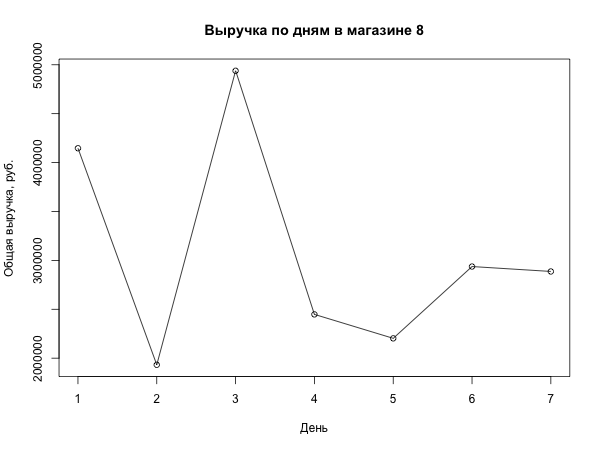 Выручка по дням в магазине 8
5000000
4000000
3000000
2000000
Общая выручка, руб.
1 2 3 4 5 6 7
День